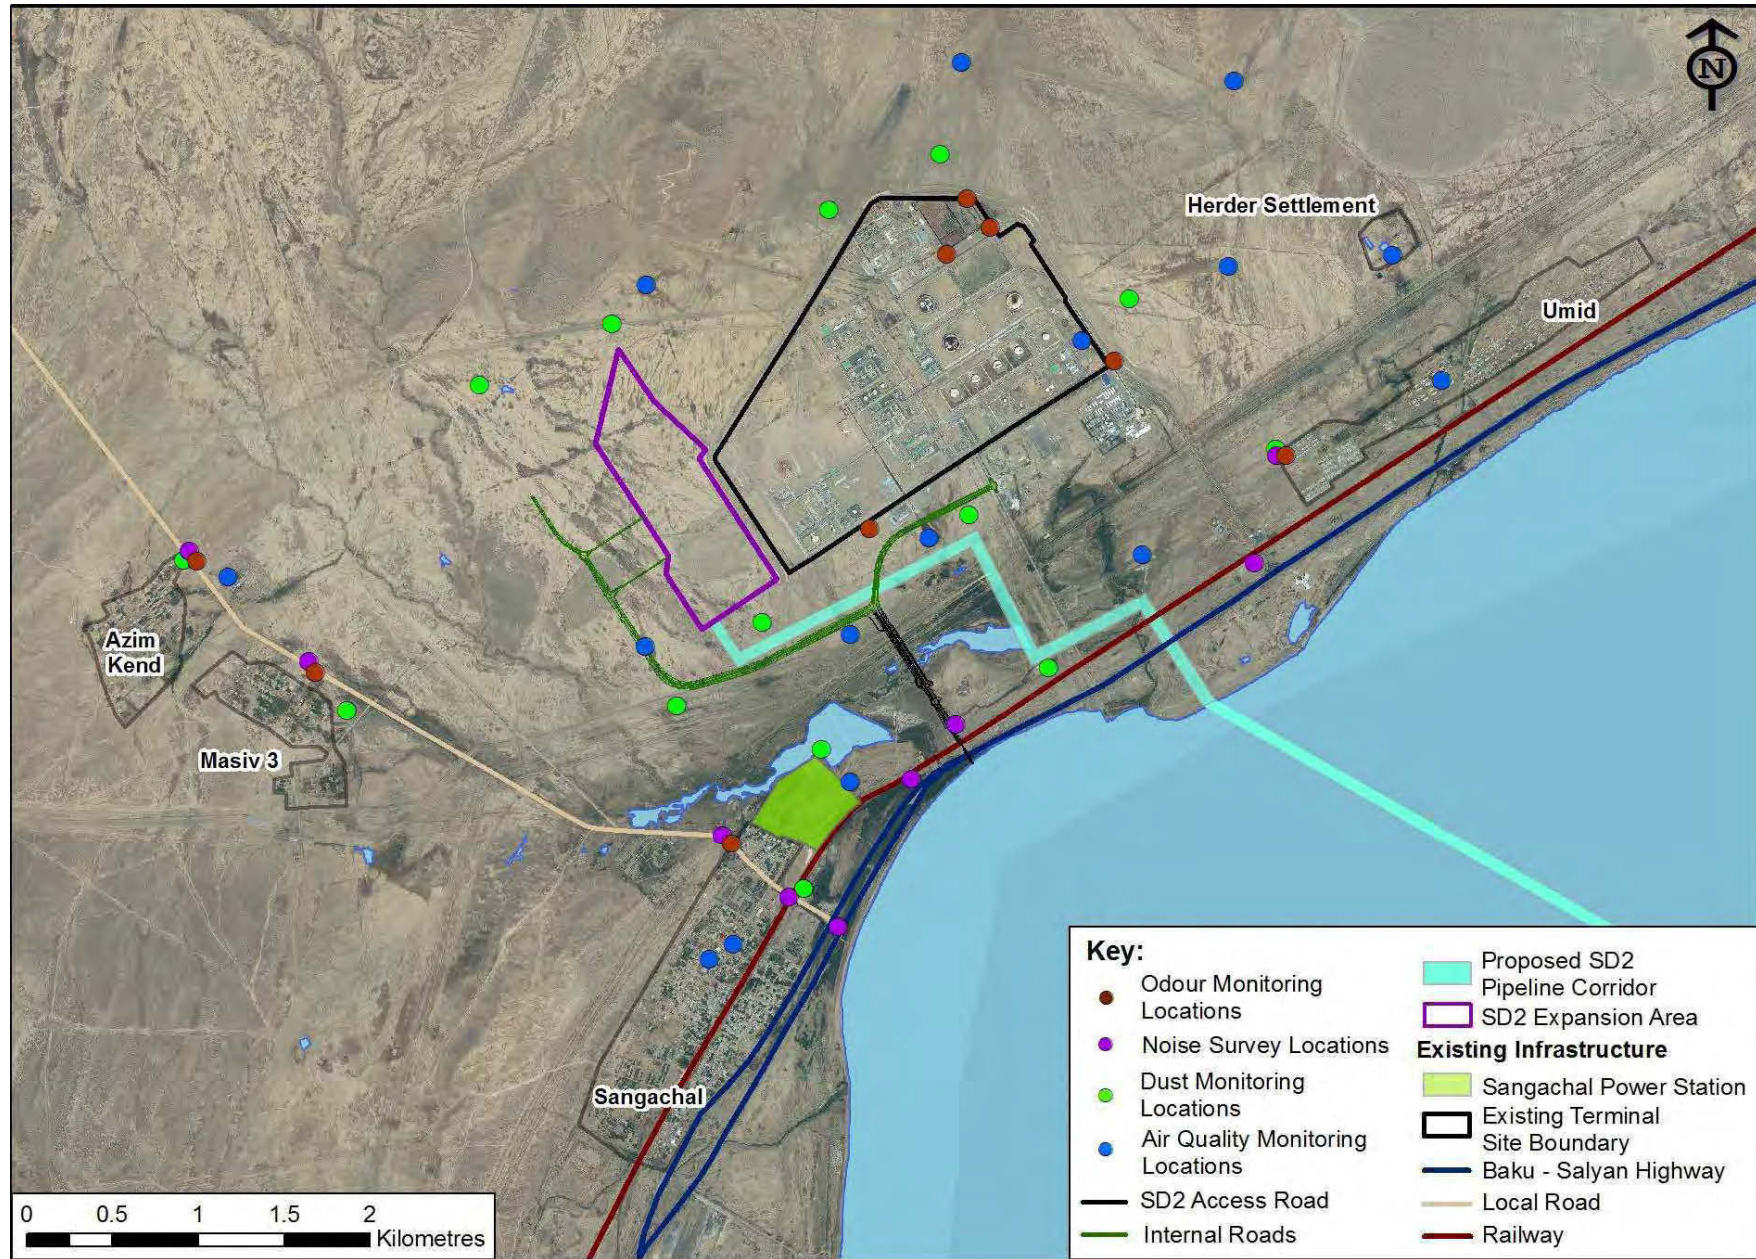 N
Herder Settlement
Umid
Azim
Kend
Masiv 3
Sangachal
0 0.5 1 1.5 2
Kilometres
Key:
Odour Monitoring
Locations
Noise Survey Locations
Dust Monitoring
Locations
Air Quality Monitoring
Locations
SD2 Access Road
Internal Roads
Proposed SD2
Pipeline Corridor
SD2 Expansion Area
Existing Infrastructure
Sangachal Power Station
Existing Terminal
Site Boundary
Baku - Salyan Highway
Local Road
Railway